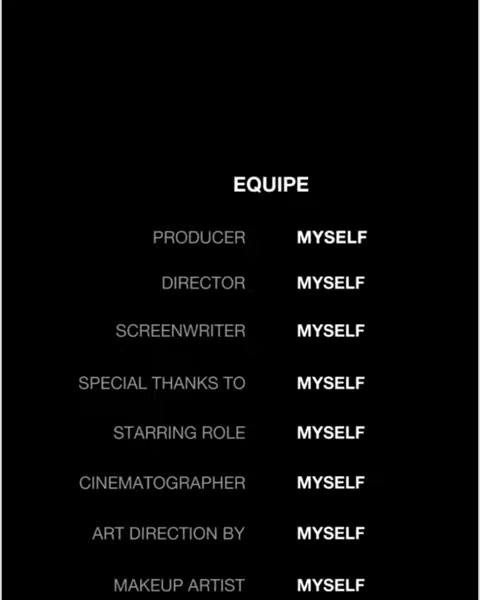 EQUIPE
PRODUCER MYSELF
DIRECTOR MYSELF
SCREENWRITER MYSELF
SPECIAL THANKS TO MYSELF
STARRING ROLE MYSELF
CINEMATOGRAPHER MYSELF
ART DIRECTION BY MYSELF
MAKEUP ARTIST MYSELF